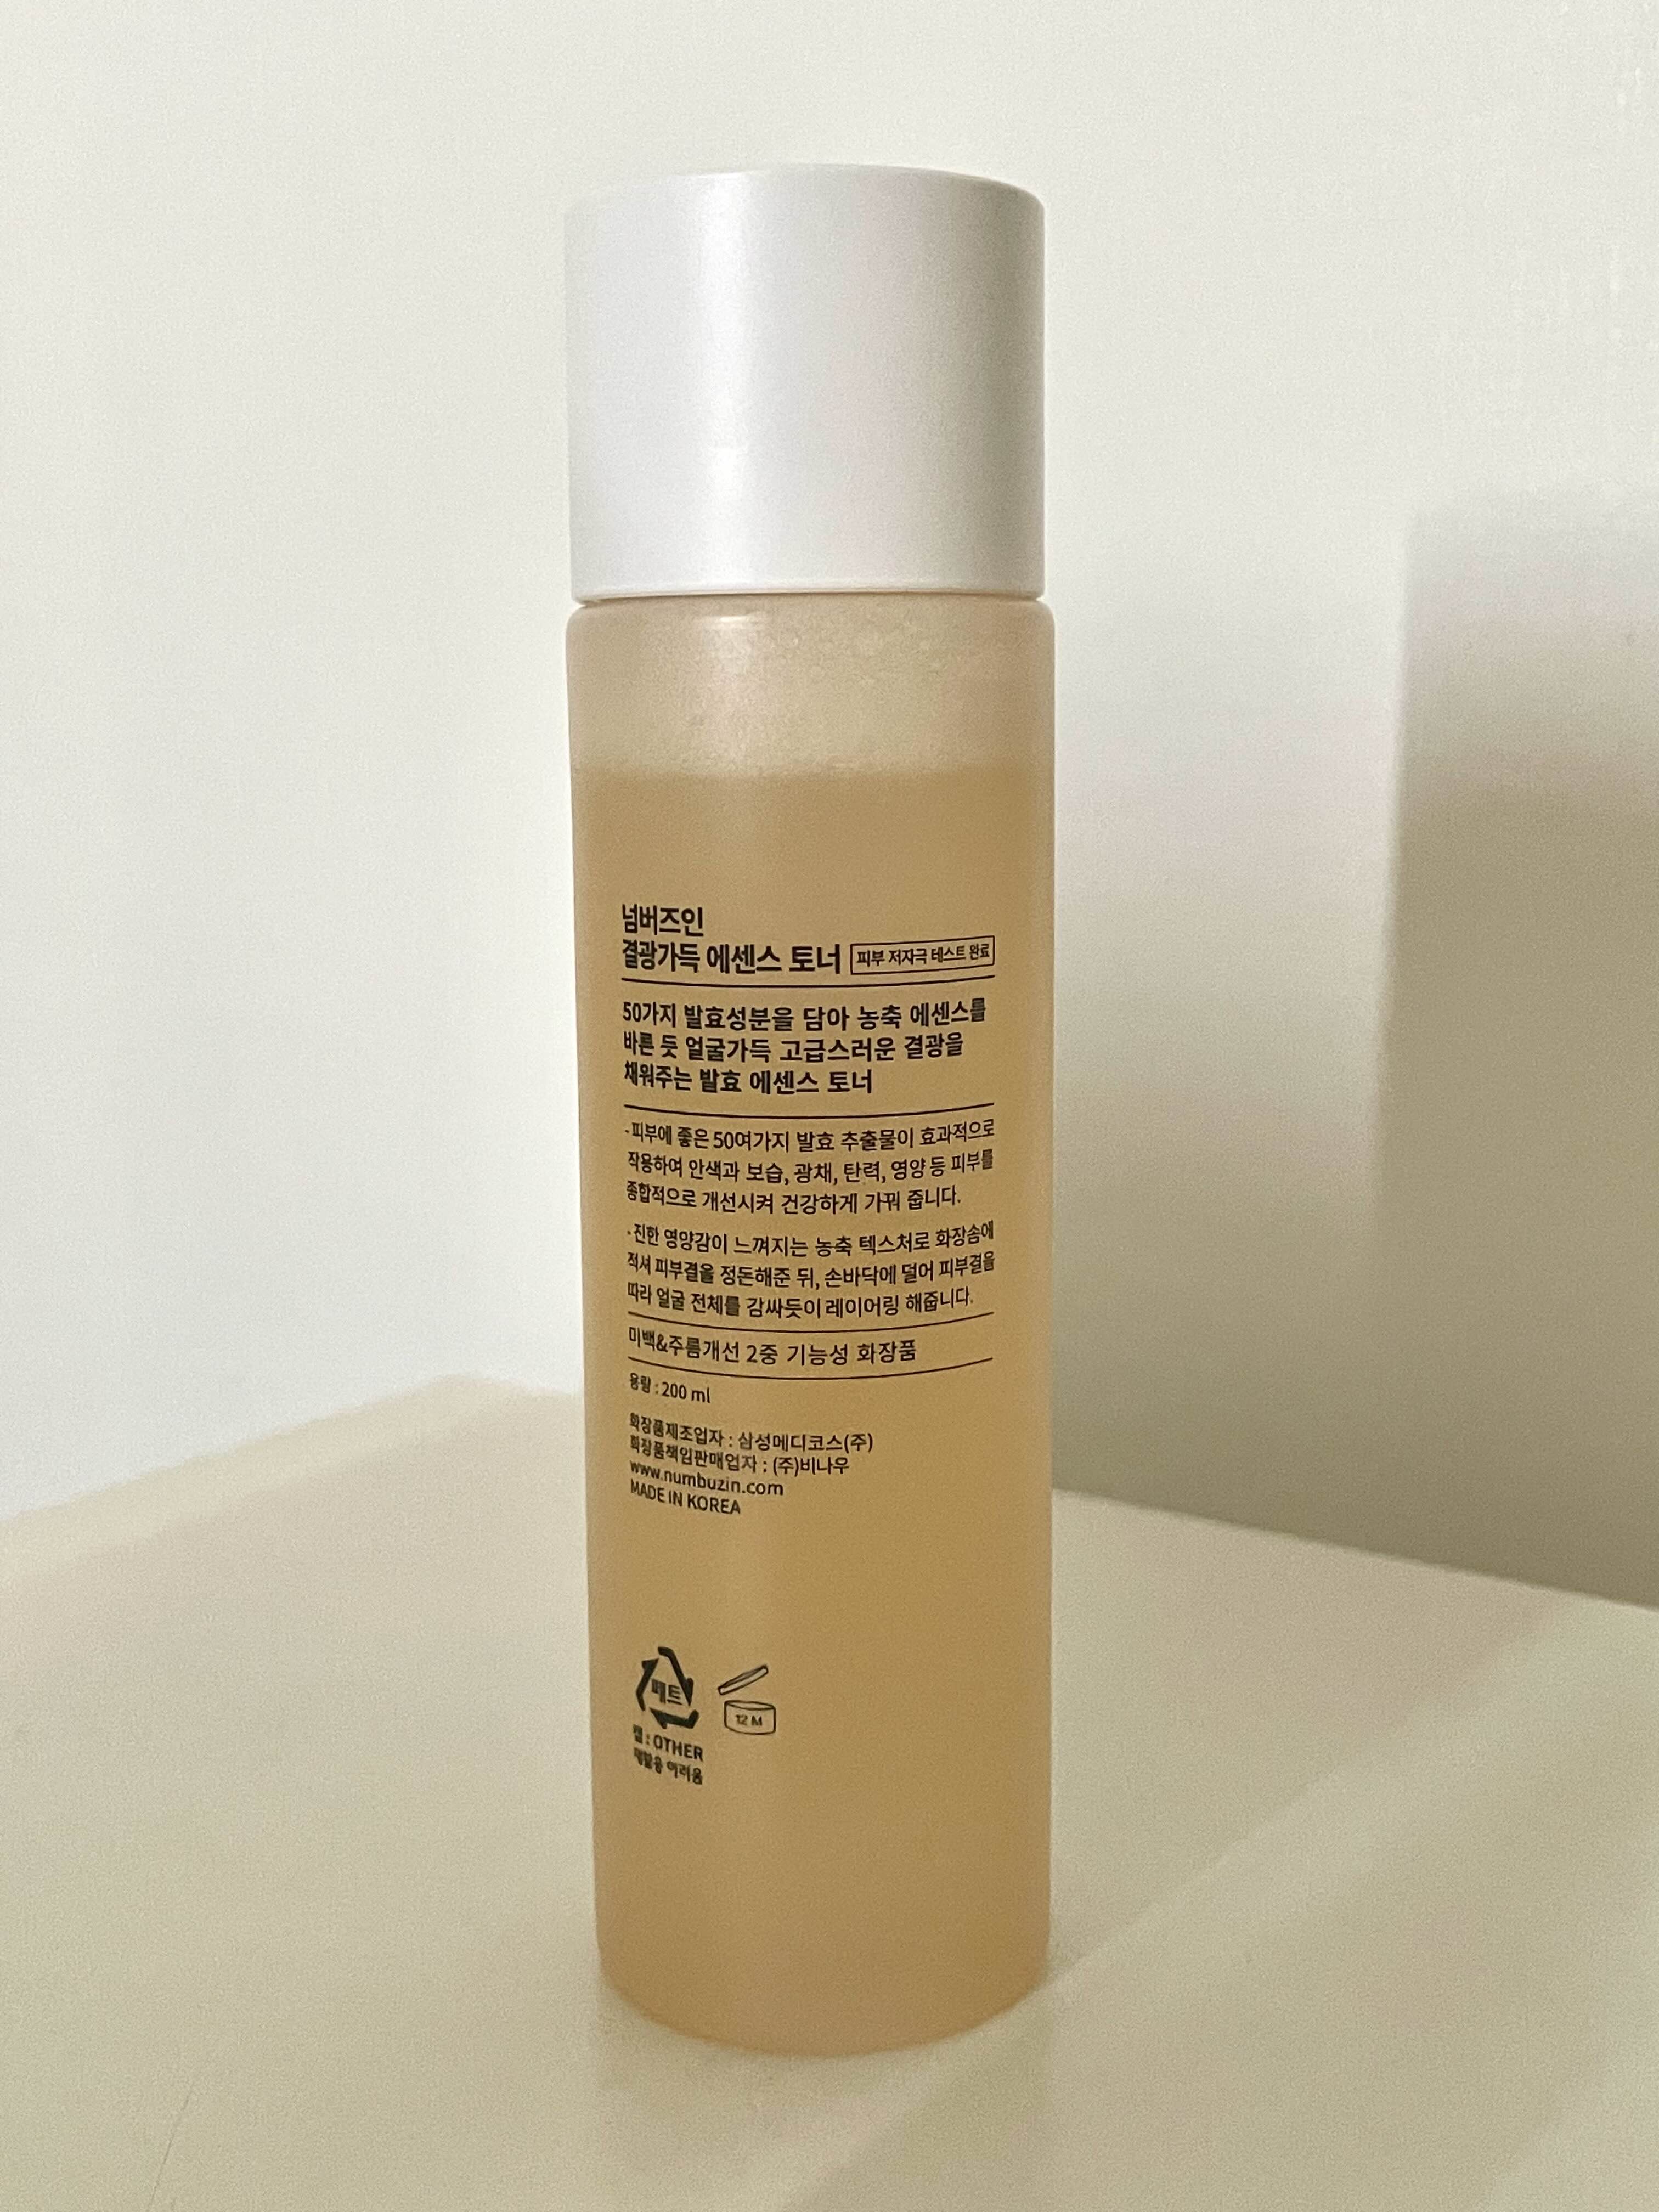 넘버즈인
결광가득 에센스 토너 피부 저자극 테스트 완료
50가지 발효성분을 담아 농축 에센스를
바른 듯 얼굴가득 고급스러운 결광을
채워주는 발효 에센스 토너
-피부에 좋은 50여가지 발효 추출물이 효과적으로
작용하여 안색과 보습, 광채, 탄력, 영양 등 피부를
종합적으로 개선시켜 건강하게 가꿔 줍니다.
-진한 영양감이 느껴지는 농축 텍스처로 화장솜에
적셔 피부결을 정돈해준 뒤, 손바닥에 덜어 피부결을
따라 얼굴 전체를 감싸듯이 레이어링 해줍니다.
미백&주름개선 2중 기능성 화장품
용량 : 200 ml
화장품제조업자 : 삼성메디코스(주)
화장품책임판매업자 : (주)비나우
www.numbuzin.com
MADE IN KOREA
페트
12 M
캡 : OTHER
재활용 어려움